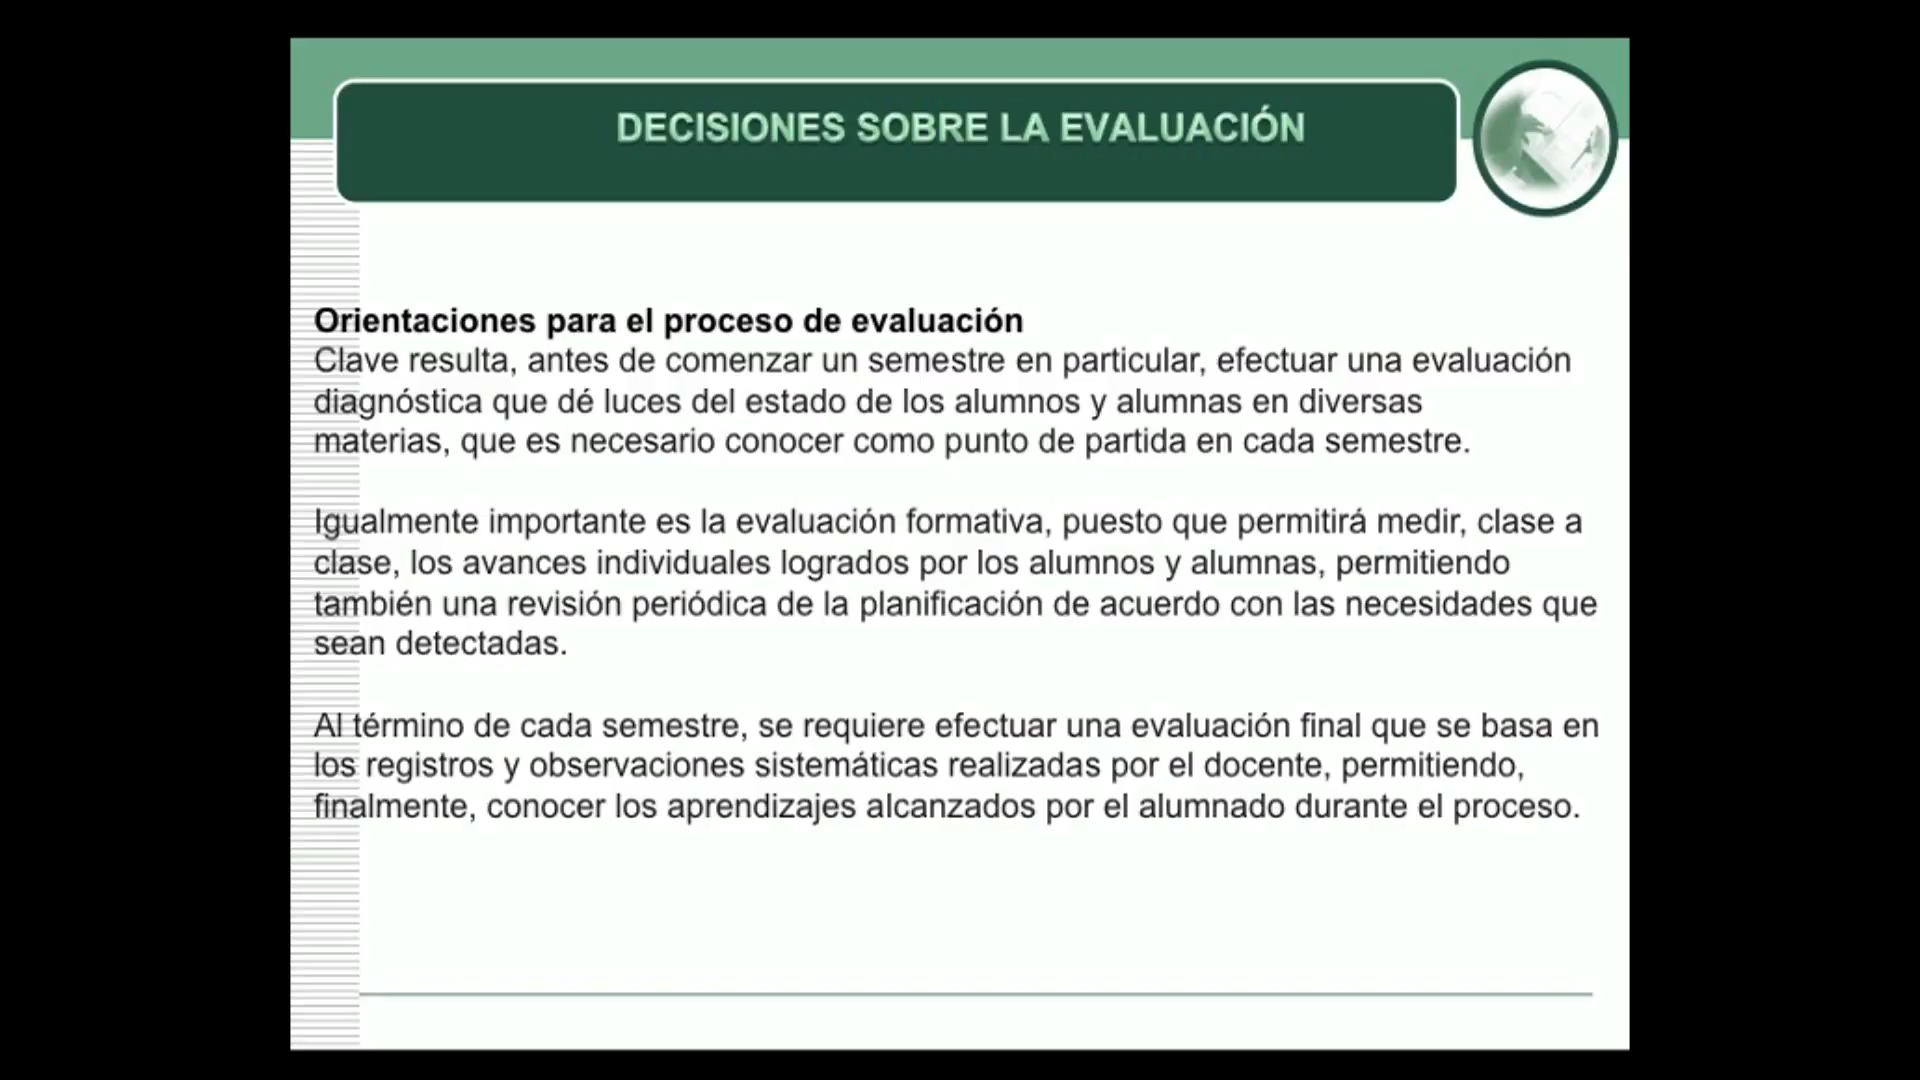 DECISIONES SOBRE LA EVALUACIÓN
Orientaciones para el proceso de evaluación
Clave resulta, antes de comenzar un semestre en particular, efectuar una evaluación
diagnóstica que dé luces del estado de los alumnos y alumnas en diversas
materias, que es necesario conocer como punto de partida en cada semestre.
Igualmente importante es la evaluación formativa, puesto que permitirá medir, clase a
clase, los avances individuales logrados por los alumnos y alumnas, permitiendo
también una revisión periódica de la planificación de acuerdo con las necesidades que
sean detectadas.
Al término de cada semestre, se requiere efectuar una evaluación final que se basa en
los registros y observaciones sistemáticas realizadas por el docente, permitiendo,
finalmente, conocer los aprendizajes alcanzados por el alumnado durante el proceso.